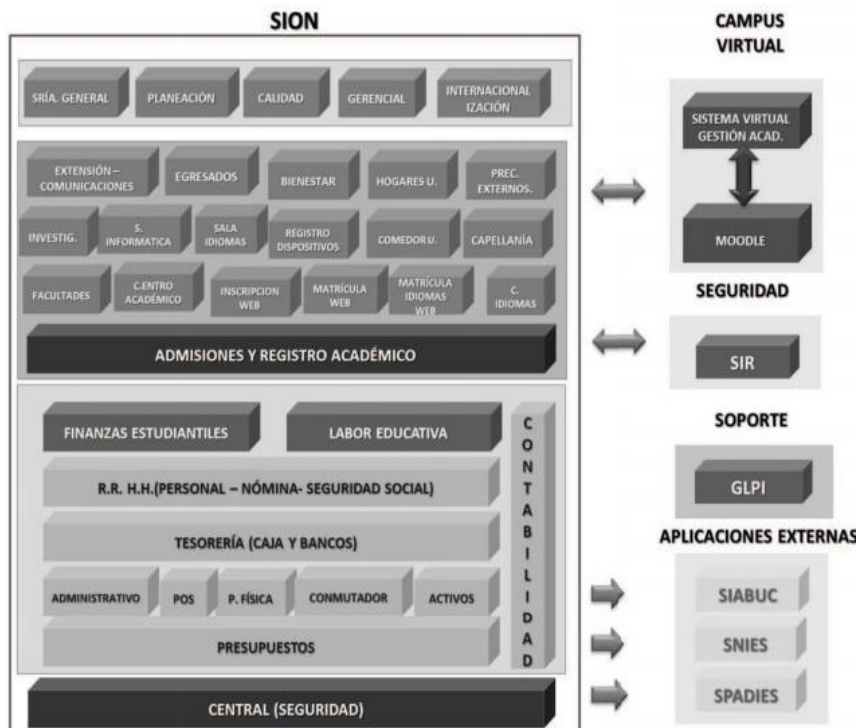 SION
SRÍA. GENERAL
PLANEACIÓN
CALIDAD
GERENCIAL
INTERNACIONAL
IZACIÓN
EXTENSIÓN –
COMUNICACIONES
EGRESADOS
BIENESTAR
HOGARES U.
PREC.
EXTERNOS.
INVESTIG.
S.
INFORMATICA
SALA
IDIOMAS
REGISTRO
DISPOSITIVOS
COMEDOR U.
CAPELLANÍA
FACULTADES
C.ENTRO
ACADÉMICO
INSCRIPCION
WEB
MATRÍCULA
WEB
MATRÍCULA
IDIOMAS
WEB
C.
IDIOMAS
ADMISIONES Y REGISTRO ACADÉMICO
FINANZAS ESTUDIANTILES
LABOR EDUCATIVA
R.R. H.H.(PERSONAL – NÓMINA- SEGURIDAD SOCIAL)
TESORERÍA (CAJA Y BANCOS)
ADMINISTRATIVO
POS
P. FÍSICA
CONMUTADOR
ACTIVOS
PRESUPUESTOS
CONTABILIDAD
CENTRAL (SEGURIDAD)
CAMPUS
VIRTUAL
SISTEMA VIRTUAL
GESTIÓN ACAD.
MOODLE
SEGURIDAD
SIR
SOPORTE
GLPI
APLICACIONES EXTERNAS
SIABUC
SNIES
SPADIES